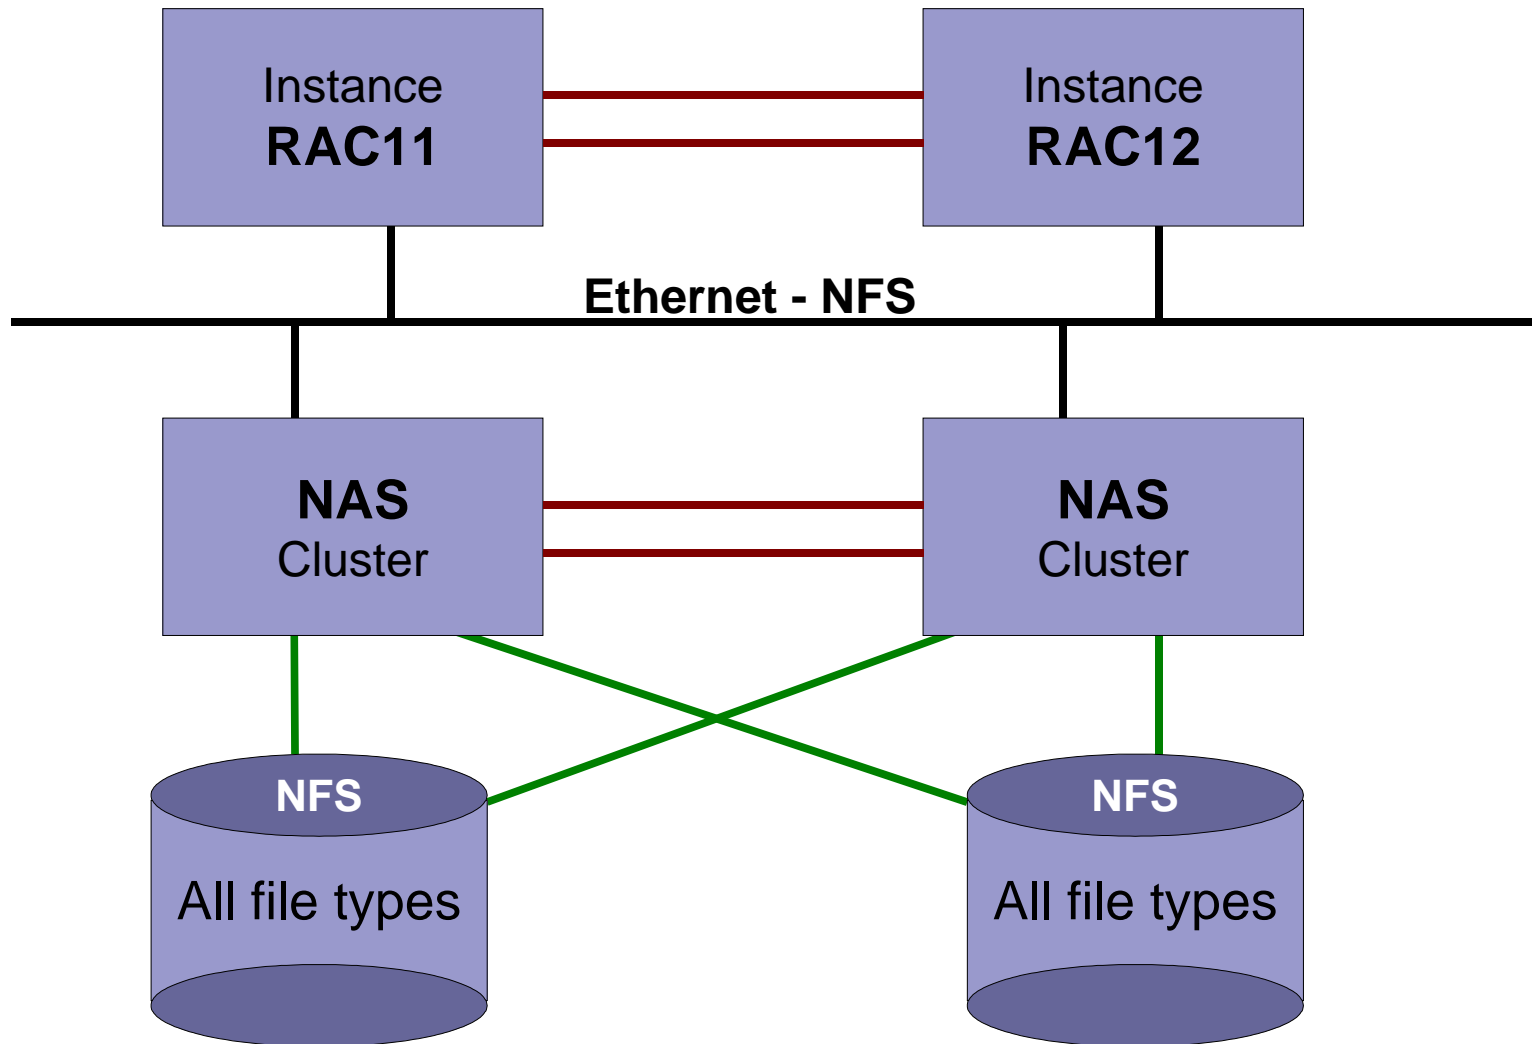 Instance
RAC11
Instance
RAC12
Ethernet - NFS
NAS
Cluster
NAS
Cluster
NFS
All file types
NFS
All file types